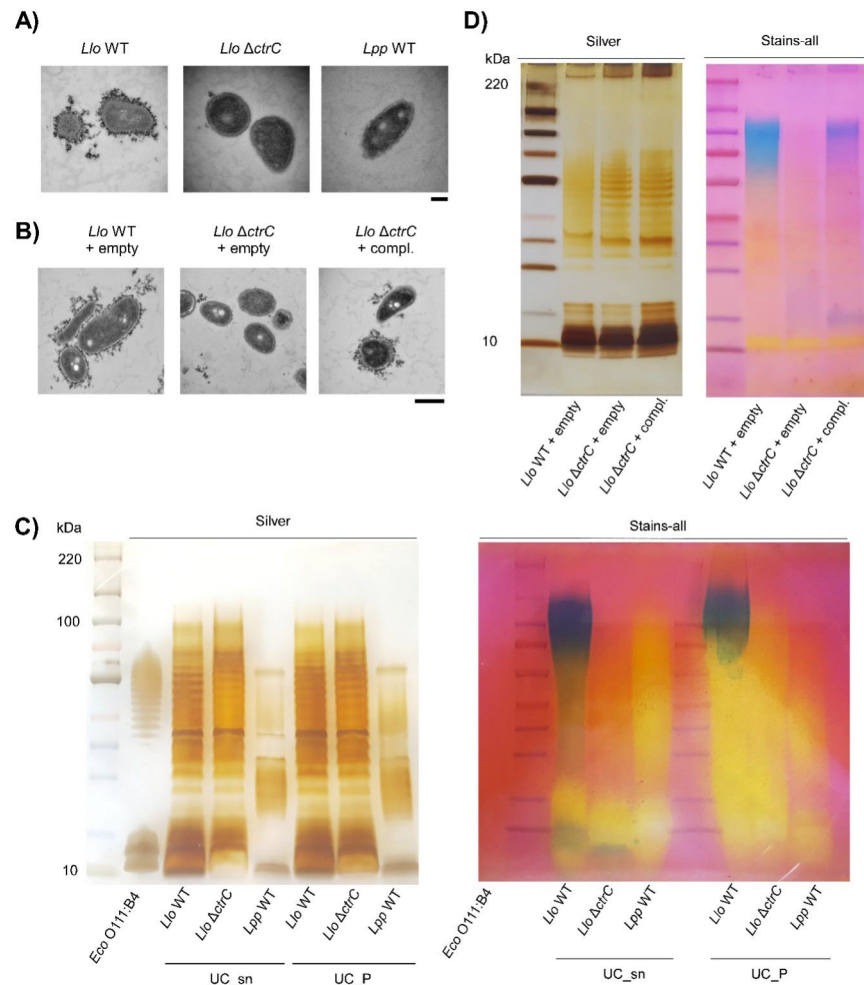 A)
Llo WT
Llo ΔctrC
Lpp WT
B)
Llo WT
+ empty
Llo ΔctrC
+ empty
Llo ΔctrC
+ compl.
D)
Silver
Stains-all
kDa
220
10
Llo WT + empty
Llo ΔctrC + empty
Llo ΔctrC + compl.
Llo WT + empty
Llo ΔctrC + empty
Llo ΔctrC + compl.
C)
Silver
kDa
220
100
10
Eco O111:B4
Llo WT
Llo ΔctrC
Lpp WT
Llo WT
Llo ΔctrC
Lpp WT
UC sn
UC P
Stains-all
Eco O111:B4
Llo WT
Llo ΔctrC
Lpp WT
Llo WT
Llo ΔctrC
Lpp WT
UC_sn
UC_P